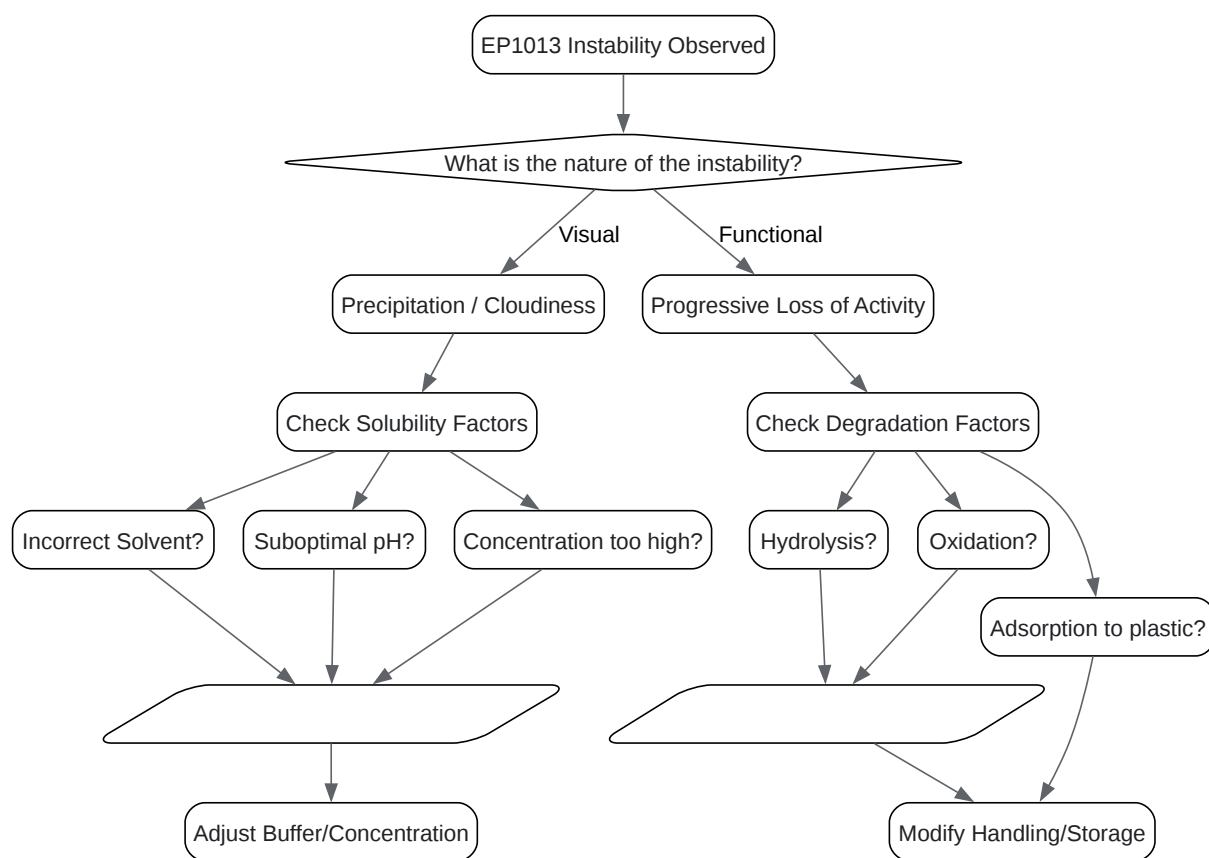 EP1013 Instability Observed
What is the nature of the instability?
Visual
Functional
Precipitation / Cloudiness
Progressive Loss of Activity
Check Solubility Factors
Check Degradation Factors
Incorrect Solvent?
Suboptimal pH?
Concentration too high?
Hydrolysis?
Oxidation?
Adsorption to plastic?
Adjust Buffer/Concentration
Modify Handling/Storage